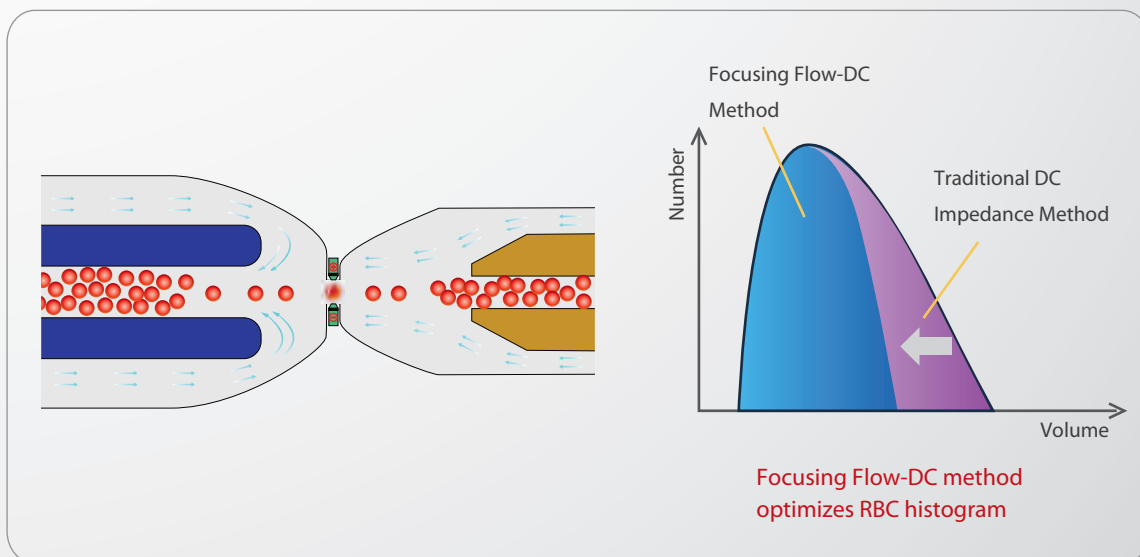 Focusing Flow-DC
Method
Number
Traditional DC
Impedance Method
Volume
Focusing Flow-DC method
optimizes RBC histogram